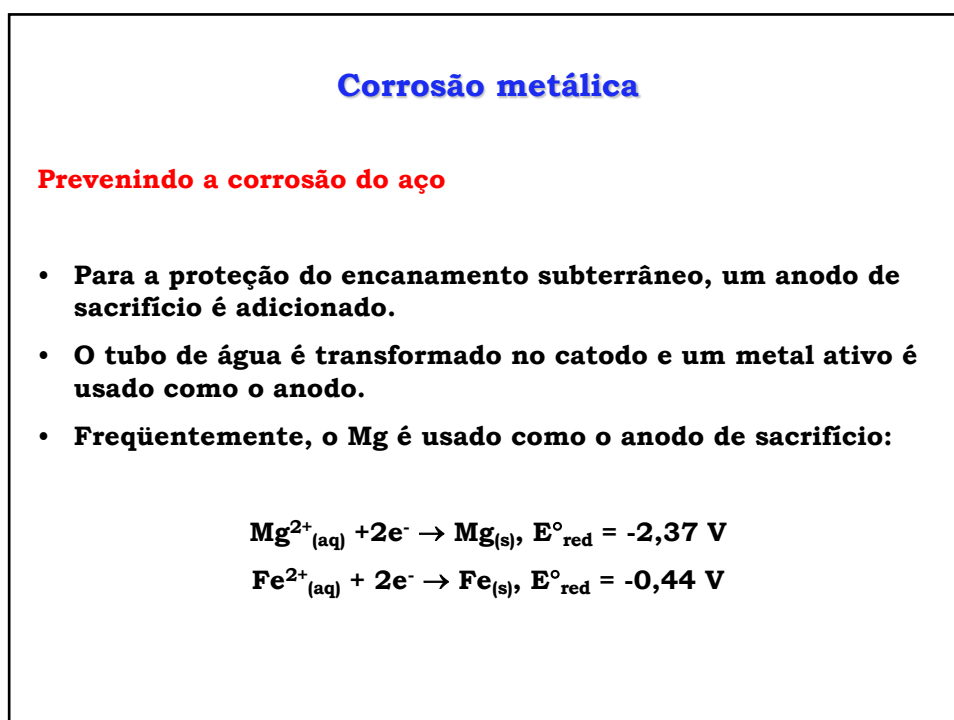 Corrosão metálica
Prevenindo a corrosão do aço
• Para a proteção do encanamento subterrâneo, um anodo de
sacrifício é adicionado.
• O tubo de água é transformado no catodo e um metal ativo é
usado como o anodo.
• Freqüentemente, o Mg é usado como o anodo de sacrifício:
Mg²⁺(aq) +2e⁻ → Mg(s), E°red = -2,37 V
Fe²⁺(aq) + 2e⁻ → Fe(s), E°red = -0,44 V